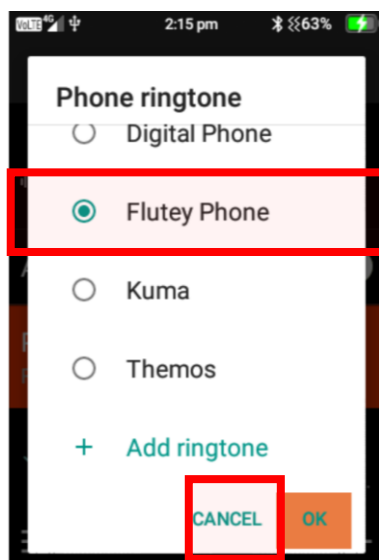 VoLTE 4G 2:15 pm 63%
Phone ringtone
Digital Phone
Flutey Phone
Kuma
Themos
+ Add ringtone
CANCEL OK